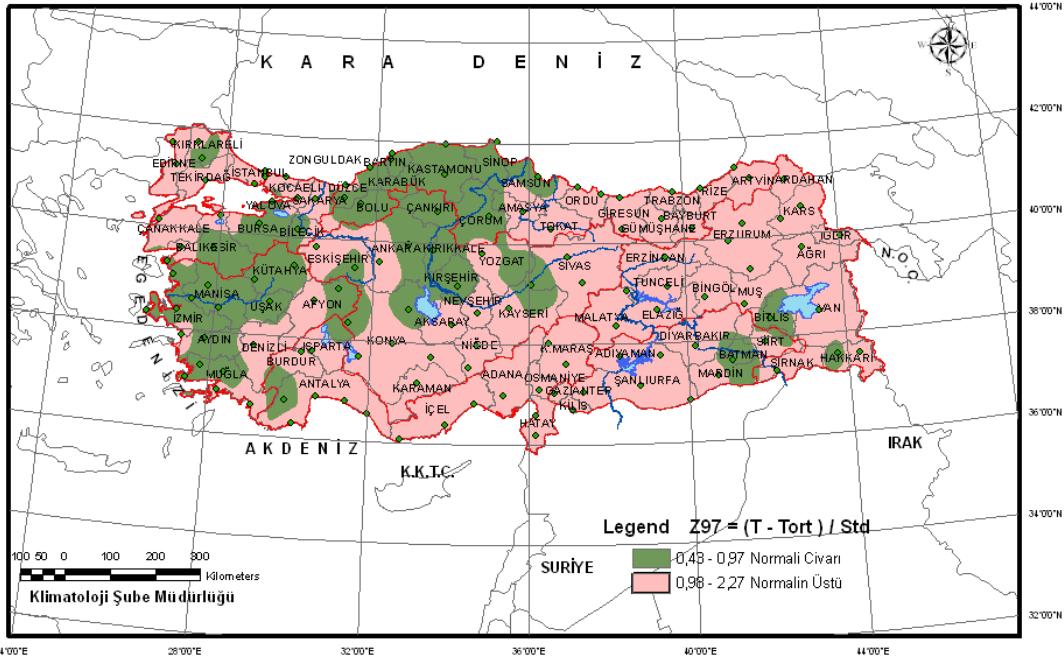 44°00'N
K A R A D E N İ Z
N
W E
S
42°00'N
KIRKLARELİ
EDİRNE
TEKİRDAĞ
İSTANBUL
ZONGULDAK
BARTIN
KASTAMONU
SİNOP
KOCAELİ
DÜZCE
KARABÜK
SAMSUN
ARTVİN
ARDAHAN
YALOVA
SAKARYA
BOLU
ÇANKIRI
ÇORUM
AMASYA
ORDU
GİRESUN
TRABZON
RİZE
KARS
BAYBURT
GÜMÜŞHANE
TOKAT
40°00'N
ÇANAKKALE
BURSA
BİLECİK
BALIKESİR
ESKİŞEHİR
ANKARA
KIRIKKALE
YOZGAT
SİVAS
ERZİNCAN
ERZURUM
IĞDIR
AĞRI
N.O.C.
E G E D E N İ Z İ
KÜTAHYA
KIRŞEHİR
TUNCELİ
BİNGÖL
MUŞ
MANİSA
UŞAK
AFYON
NEVŞEHİR
KAYSERİ
MALATYA
ELAZIĞ
BİTLİS
VAN
İZMİR
AKSARAY
DİYARBAKIR
SİİRT
AYDIN
DENİZLİ
ISPARTA
KONYA
NİĞDE
K.MARAŞ
ADIYAMAN
BATMAN
HAKKARİ
38°00'N
BURDUR
MUĞLA
ANTALYA
KARAMAN
ADANA
OSMANİYE
GAZİANTEP
ŞANLIURFA
MARDİN
ŞIRNAK
İÇEL
KİLİS
HATAY
36°00'N
A K D E N İ Z
K.K.T.C.
IRAK
34°00'N
Legend Z97 = (T - Tort ) / Std
100 50 0 100 200 300
Kilometers
SURİYE
0,43 - 0,97 Normali Civarı
0,98 - 2,27 Normalin Üstü
Klimatoloji Şube Müdürlüğü
32°00'N
28°00'E 32°00'E 36°00'E 40°00'E 44°00'E